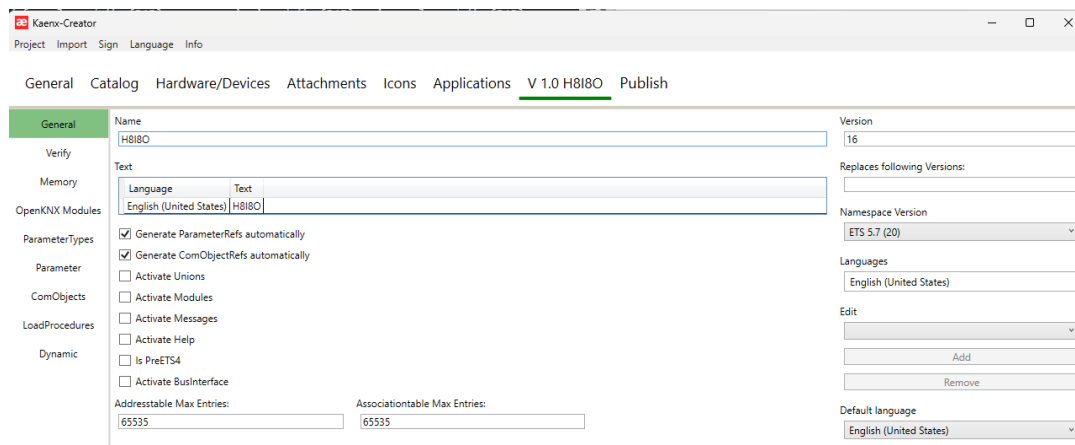 æ Kaenx-Creator
Project Import Sign Language Info
General Catalog Hardware/Devices Attachments Icons Applications V 1.0 H8I8O Publish
General
Verify
Memory
OpenKNX Modules
ParameterTypes
Parameter
ComObjects
LoadProcedures
Dynamic
Name
H8I8O
Text
Language Text
English (United States) H8I8O
Generate ParameterRefs automatically
Generate ComObjectRefs automatically
Activate Unions
Activate Modules
Activate Messages
Activate Help
Is PreETS4
Activate BusInterface
Addresstable Max Entries: Associationtable Max Entries:
65535 65535
Version
16
Replaces following Versions:
Namespace Version
ETS 5.7 (20)
Languages
English (United States)
Edit
Add
Remove
Default language
English (United States)